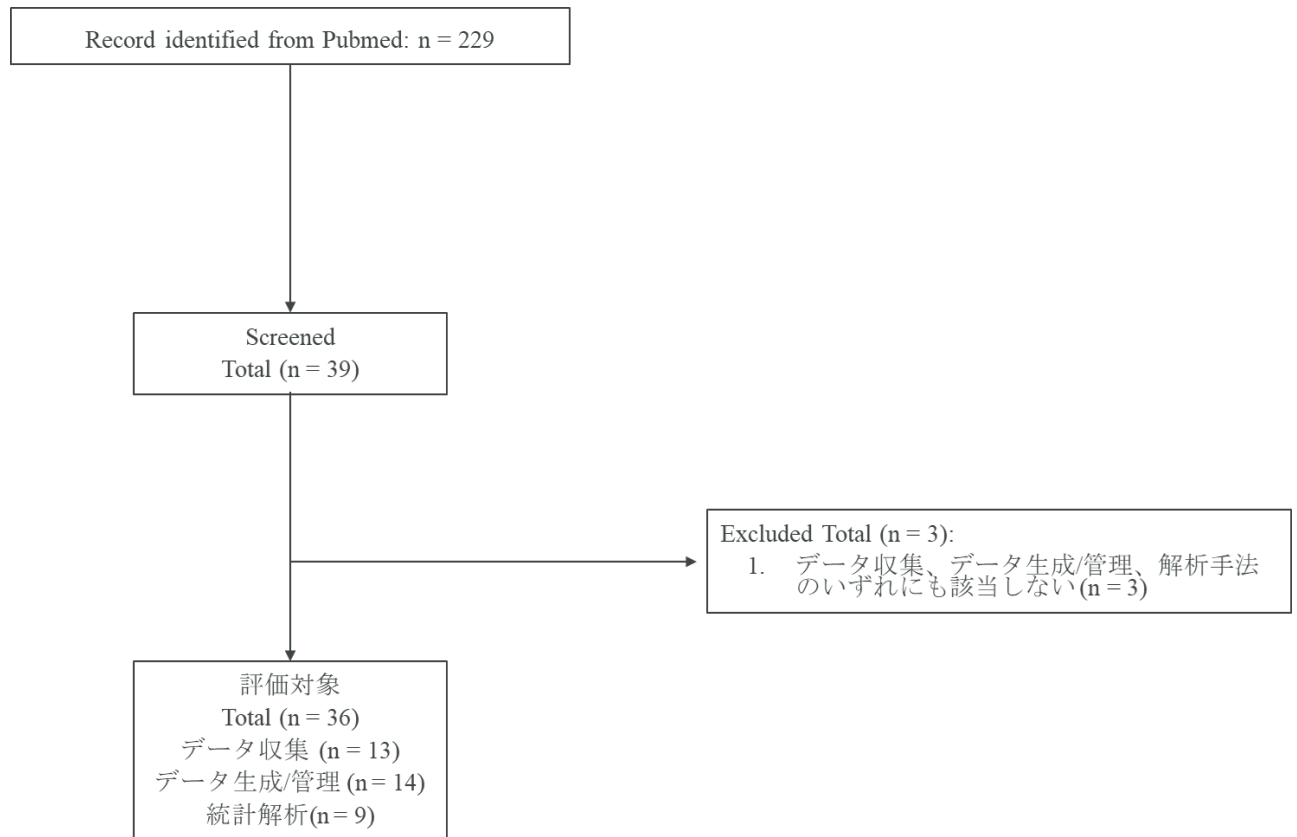 Record identified from Pubmed: n = 229
Screened
Total (n = 39)
Excluded Total (n = 3):
1. データ収集、データ生成/管理、解析手法
のいずれにも該当しない (n = 3)
評価対象
Total (n = 36)
データ収集 (n = 13)
データ生成/管理 (n = 14)
統計解析(n = 9)